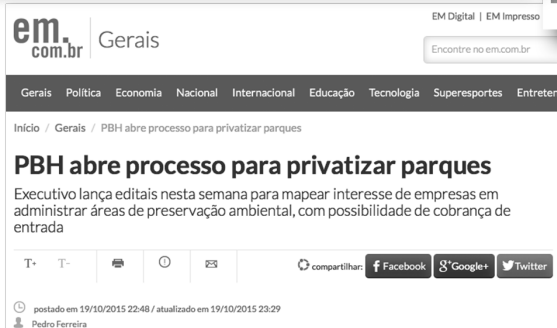 EM Digital | EM Impresso
em.
com.br
Gerais
Encontre no em.com.br
Gerais Política Economia Nacional Internacional Educação Tecnologia Superesportes Entreter
Início / Gerais / PBH abre processo para privatizar parques
PBH abre processo para privatizar parques
Executivo lança editais nesta semana para mapear interesse de empresas em
administrar áreas de preservação ambiental, com possibilidade de cobrança de
entrada
T+ T- compartilhar: Facebook Google+ Twitter
postado em 19/10/2015 22:48 / atualizado em 19/10/2015 23:29
Pedro Ferreira